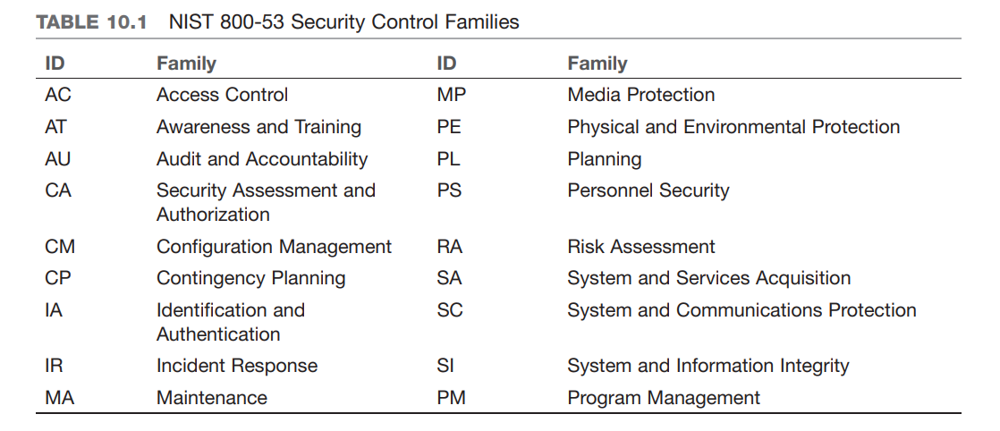 TABLE 10.1 NIST 800-53 Security Control Families
ID Family ID Family
AC Access Control MP Media Protection
AT Awareness and Training PE Physical and Environmental Protection
AU Audit and Accountability PL Planning
CA Security Assessment and PS Personnel Security
Authorization
CM Configuration Management RA Risk Assessment
CP Contingency Planning SA System and Services Acquisition
IA Identification and SC System and Communications Protection
Authentication
IR Incident Response SI System and Information Integrity
MA Maintenance PM Program Management